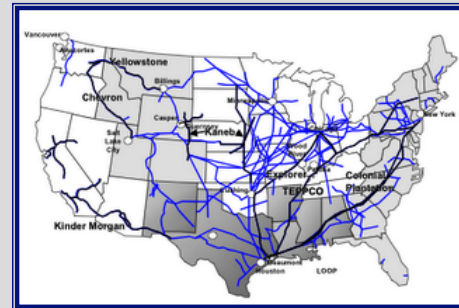 Vancouver
Anacortes
Yellowstone
Billings
Minneapolis
Chevron
Casper
Guernsey
Kaneb
New York
Salt
Lake
City
Wood
River
Explorer
Colonial
Cushing
TEPPCO
Plantation
Kinder Morgan
Beaumont
Houston
LOOP